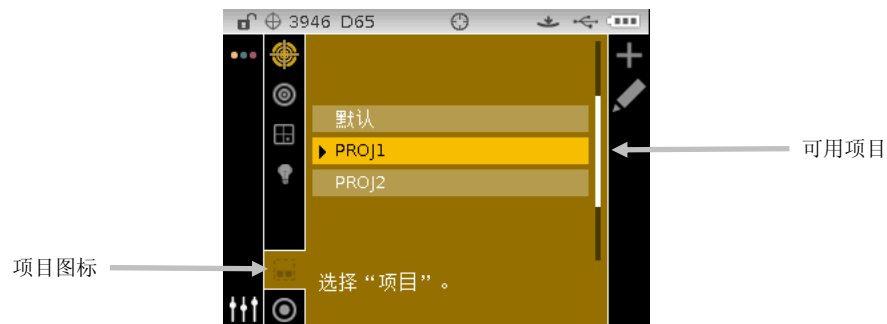 3946 D65
默认
PROJ1
可用项目
PROJ2
项目图标
选择“项目”。